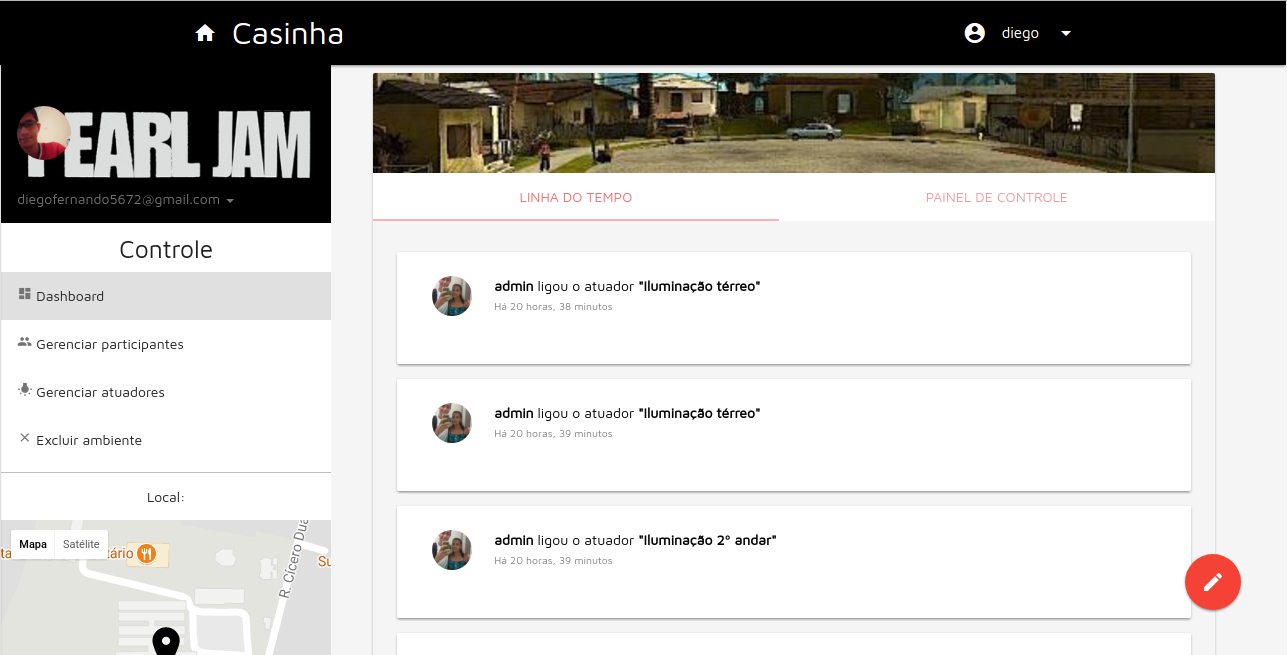 Casinha
diego
PEARL JAM
diegofernando5672@gmail.com
Controle
Dashboard
Gerenciar participantes
Gerenciar atuadores
Excluir ambiente
Local:
Mapa Satélite
tário
R. Cícero Dua
Su
LINHA DO TEMPO PAINEL DE CONTROLE
admin ligou o atuador "Iluminação térreo"
Há 20 horas, 38 minutos
admin ligou o atuador "Iluminação térreo"
Há 20 horas, 39 minutos
admin ligou o atuador "Iluminação 2º andar"
Há 20 horas, 39 minutos